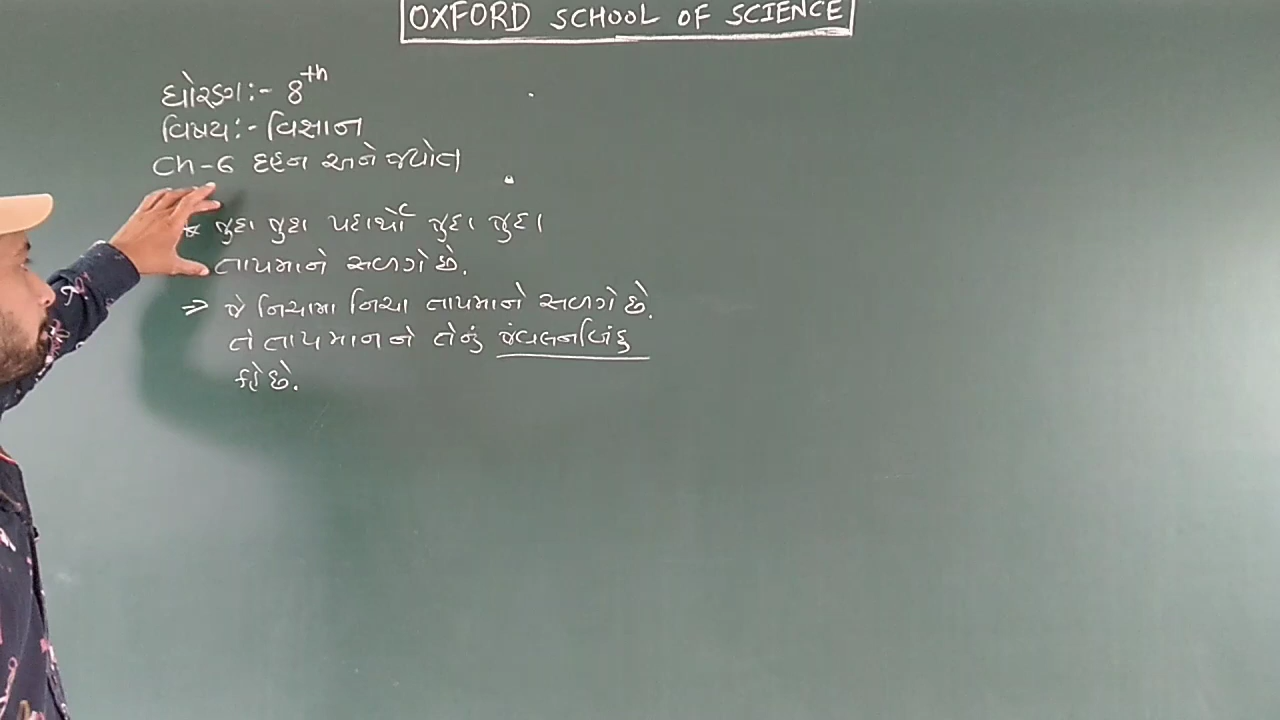 OXFORD SCHOOL OF SCIENCE
ધોરણ:- 8th
વિષય:- વિજ્ઞાન
Ch-6 દહન અને જ્યોત
* જુદા જુદા પદાર્થો જુદા જુદા
તાપમાને સળગે છે.
⇒ જે નિચામા નિચા તાપમાને સળગે છે.
તે તાપમાનને તેનું જ્વલનબિંદુ
કહે છે.